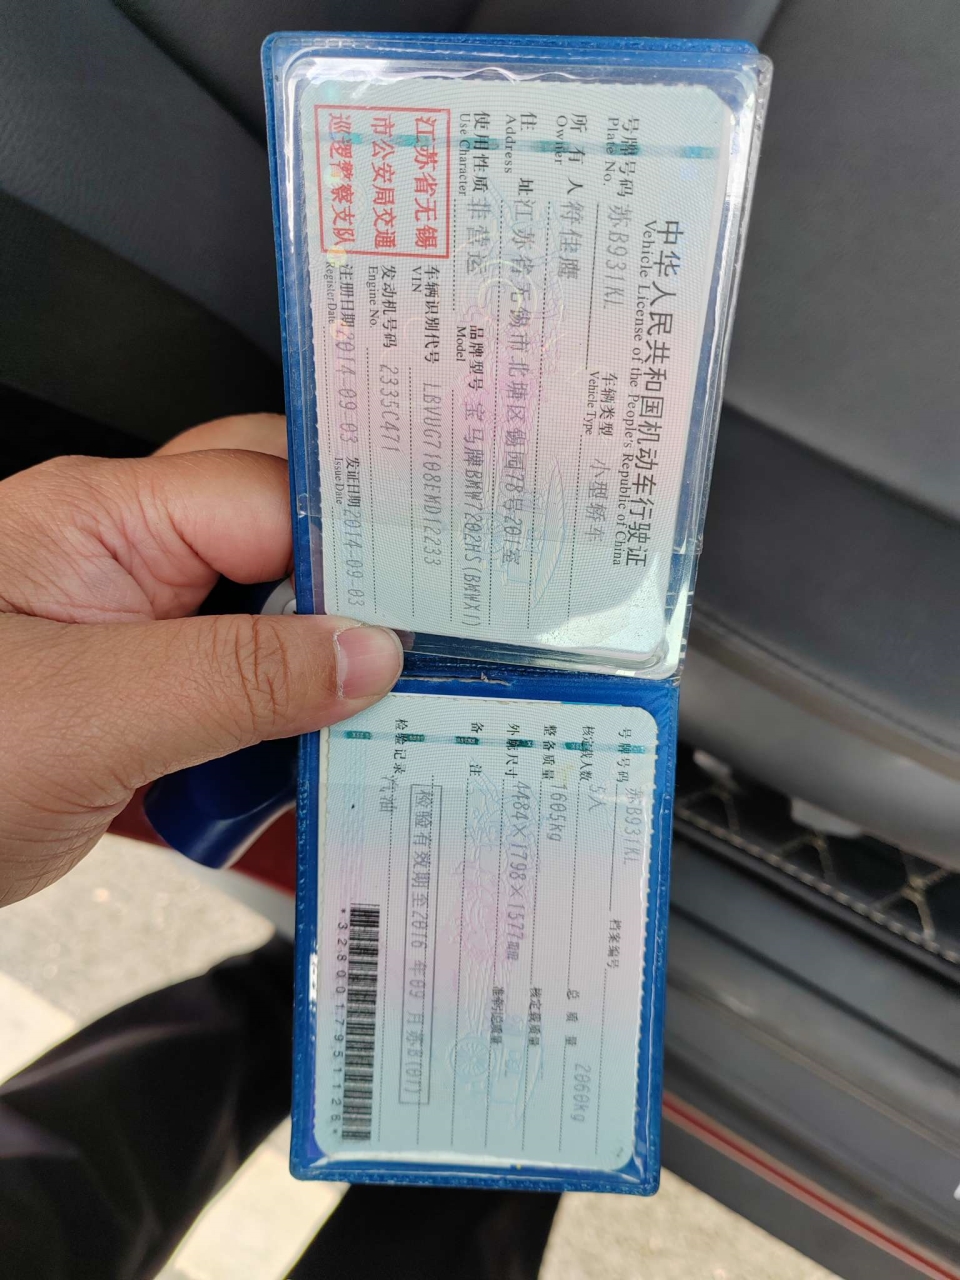 中华人民共和国机动车行驶证
Vehicle License of the People's Republic of China
号牌号码 苏B931KL 车辆类型 小型轿车
Plate No. Vehicle Type
所有人 符佳鹰
Owner
住址 江苏省无锡市北塘区锡园78号201室
Address
使用性质 非营运 品牌型号 宝马牌BMW7202HS(BMWX1)
Use Character Model
江苏省无锡
市公安局交通
巡逻警察支队
车辆识别代号 LBVUG7108EMD12233
VIN
发动机号码 2335C471
Engine No.
注册日期 2014-09-03 发证日期 2014-09-03
Register Date Issue Date
号牌号码 苏B931KL 档案编号
核定载人数 5人 总质量 2060kg
整备质量 1605kg 核定载质量
外廓尺寸 4484×1798×1577 准牵引总质量
备注
检验有效期至2016年09月苏B(01)
检验记录 汽油
*3280017951126*